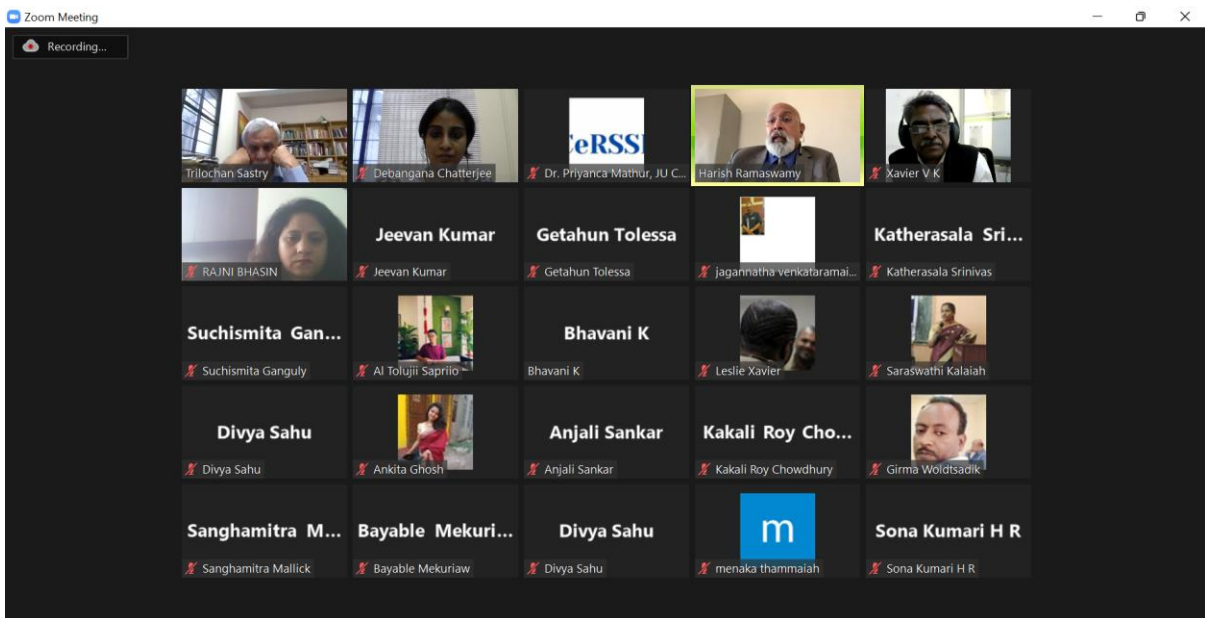 Zoom Meeting
Recording...
Trilochan Sastry
Debangana Chatterjee
eRSS
Dr. Priyanca Mathur, JU C...
Harish Ramaswamy
Xavier V K
RAJNI BHASIN
Jeevan Kumar
Jeevan Kumar
Getahun Tolessa
Getahun Tolessa
jagannatha venkataramai...
Katherasala Sri...
Katherasala Srinivas
Suchismita Gan...
Suchismita Ganguly
Al Tolujii Sapriio
Bhavani K
Bhavani K
Leslie Xavier
Saraswathi Kalaiah
Divya Sahu
Divya Sahu
Ankita Ghosh
Anjali Sankar
Anjali Sankar
Kakali Roy Cho...
Kakali Roy Chowdhury
Girma Woldtsadik
Sanghamitra M...
Sanghamitra Mallick
Bayable Mekuri...
Bayable Mekuriaw
Divya Sahu
Divya Sahu
m
menaka thammaiah
Sona Kumari H R
Sona Kumari H R